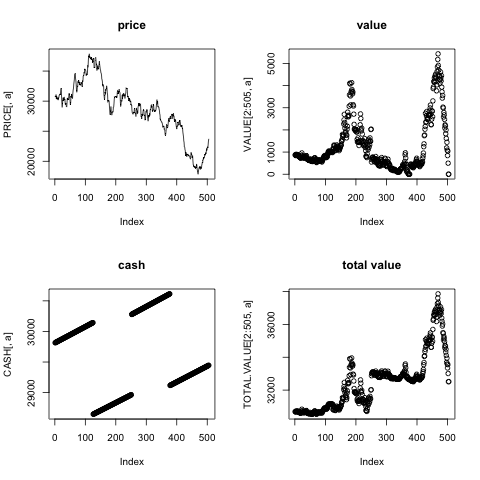 price
PRICE[, a]
20000
30000
0
100
200
300
400
500
Index
value
VALUE[2:505, a]
0
1000
3000
5000
0
100
200
300
400
500
Index
cash
CASH[, a]
29000
30000
0
100
200
300
400
500
Index
total value
TOTAL.VALUE[2:505, a]
32000
36000
0
100
200
300
400
500
Index